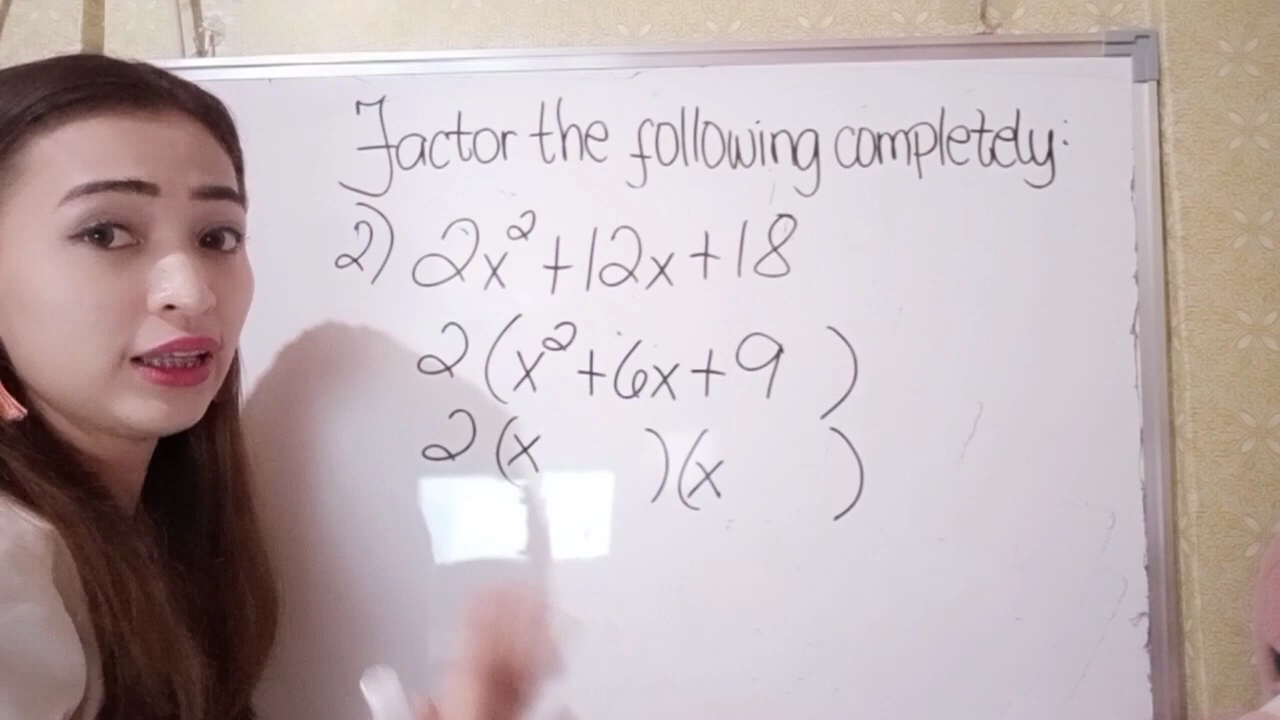 Factor the following completely:
2) 2x²+12x+18
2(x²+6x+9 )
2(x )(x )